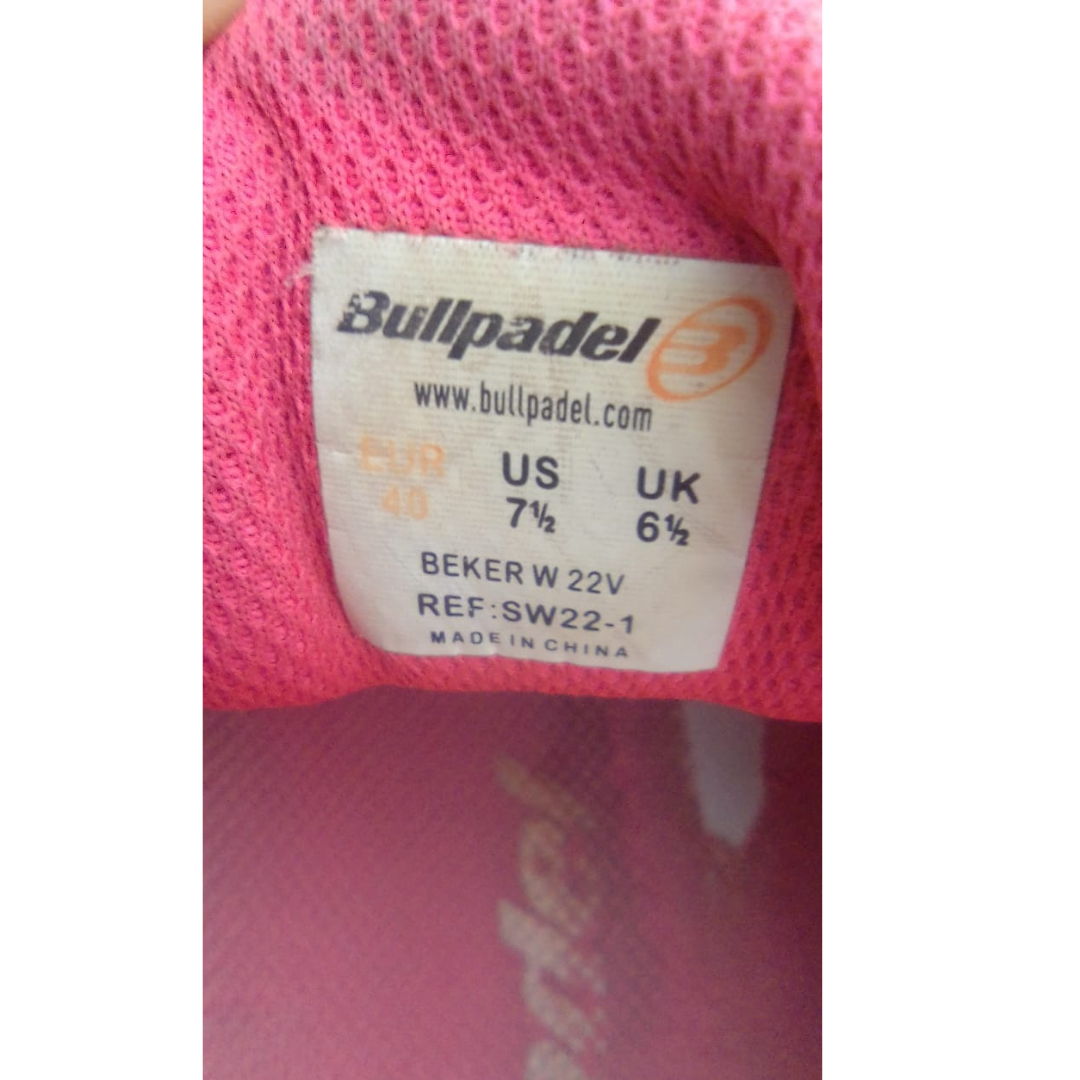 Bullpadel
www.bullpadel.com
EUR US UK
40 7½ 6½
BEKER W 22V
REF:SW22-1
MADE IN CHINA